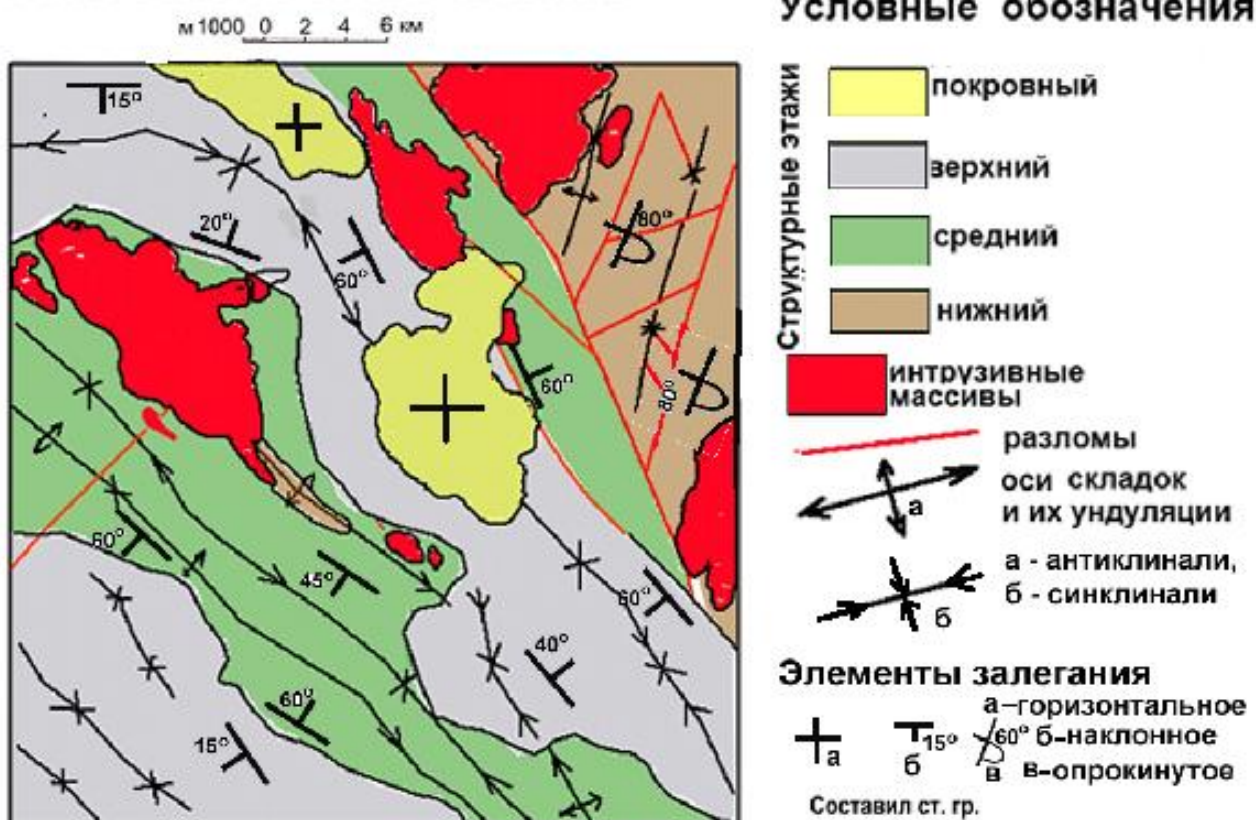 м 1000 0 2 4 6 км
Условные обозначения
Структурные этажи
покровный
верхний
средний
нижний
интрузивные
массивы
разломы
оси складок
и их ундуляции
а
а - антиклинали,
б - синклинали
б
Элементы залегания
а-горизонтальное
60° б-наклонное
в-опрокинутое
а
15°
б
в
Составил ст. гр.
15°
20°
60°
80°
60°
80°
60°
45°
60°
40°
60°
15°